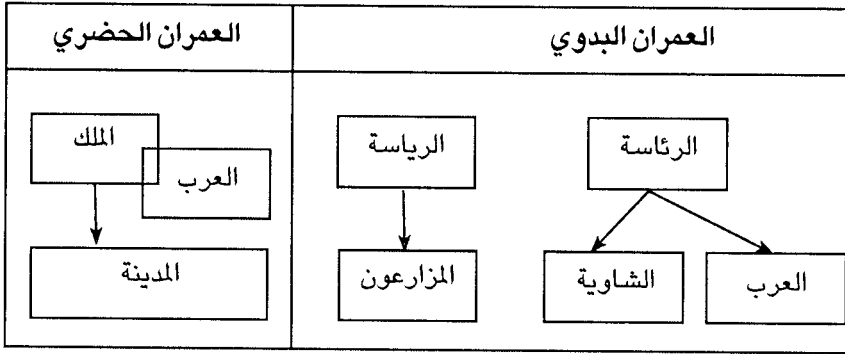 العمران البدوي
العمران الحضري
الرئاسة
الرياسة
الملك
العرب
العرب
الشاوية
المزارعون
المدينة